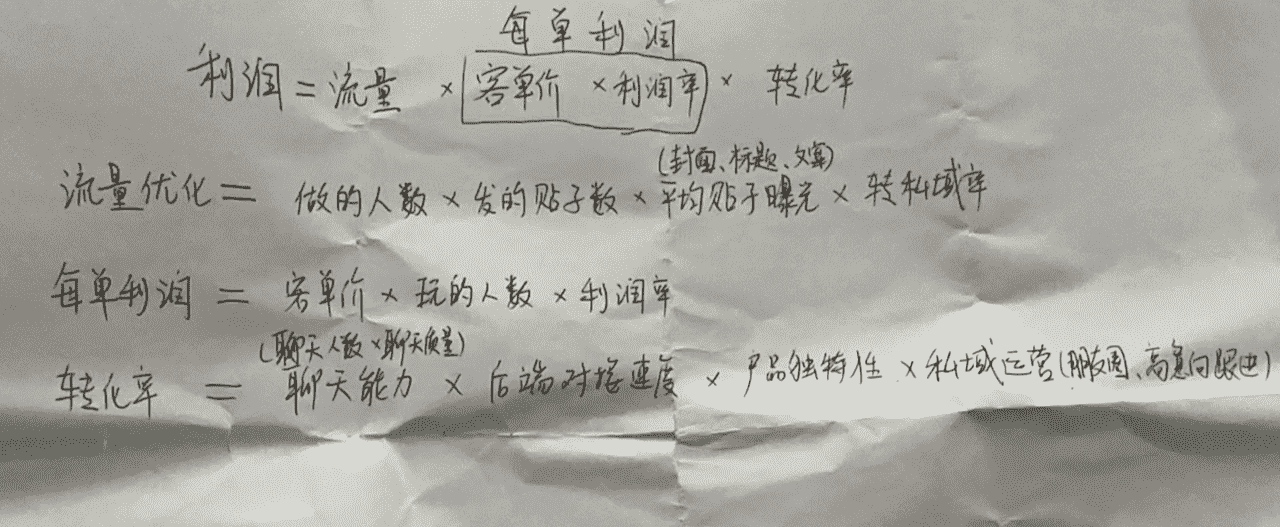 每单利润
利润 = 流量 × 客单价 × 利润率 × 转化率
(封面、标题、文案)
流量优化 = 做的人数 × 发的贴子数 × 平均贴子曝光 × 转私域率
每单利润 = 客单价 × 玩的人数 × 利润率
(聊天人数 × 聊天质量)
转化率 = 聊天能力 × 后端对接速度 × 产品独特性 × 私域运营(朋友圈、高意向跟进)